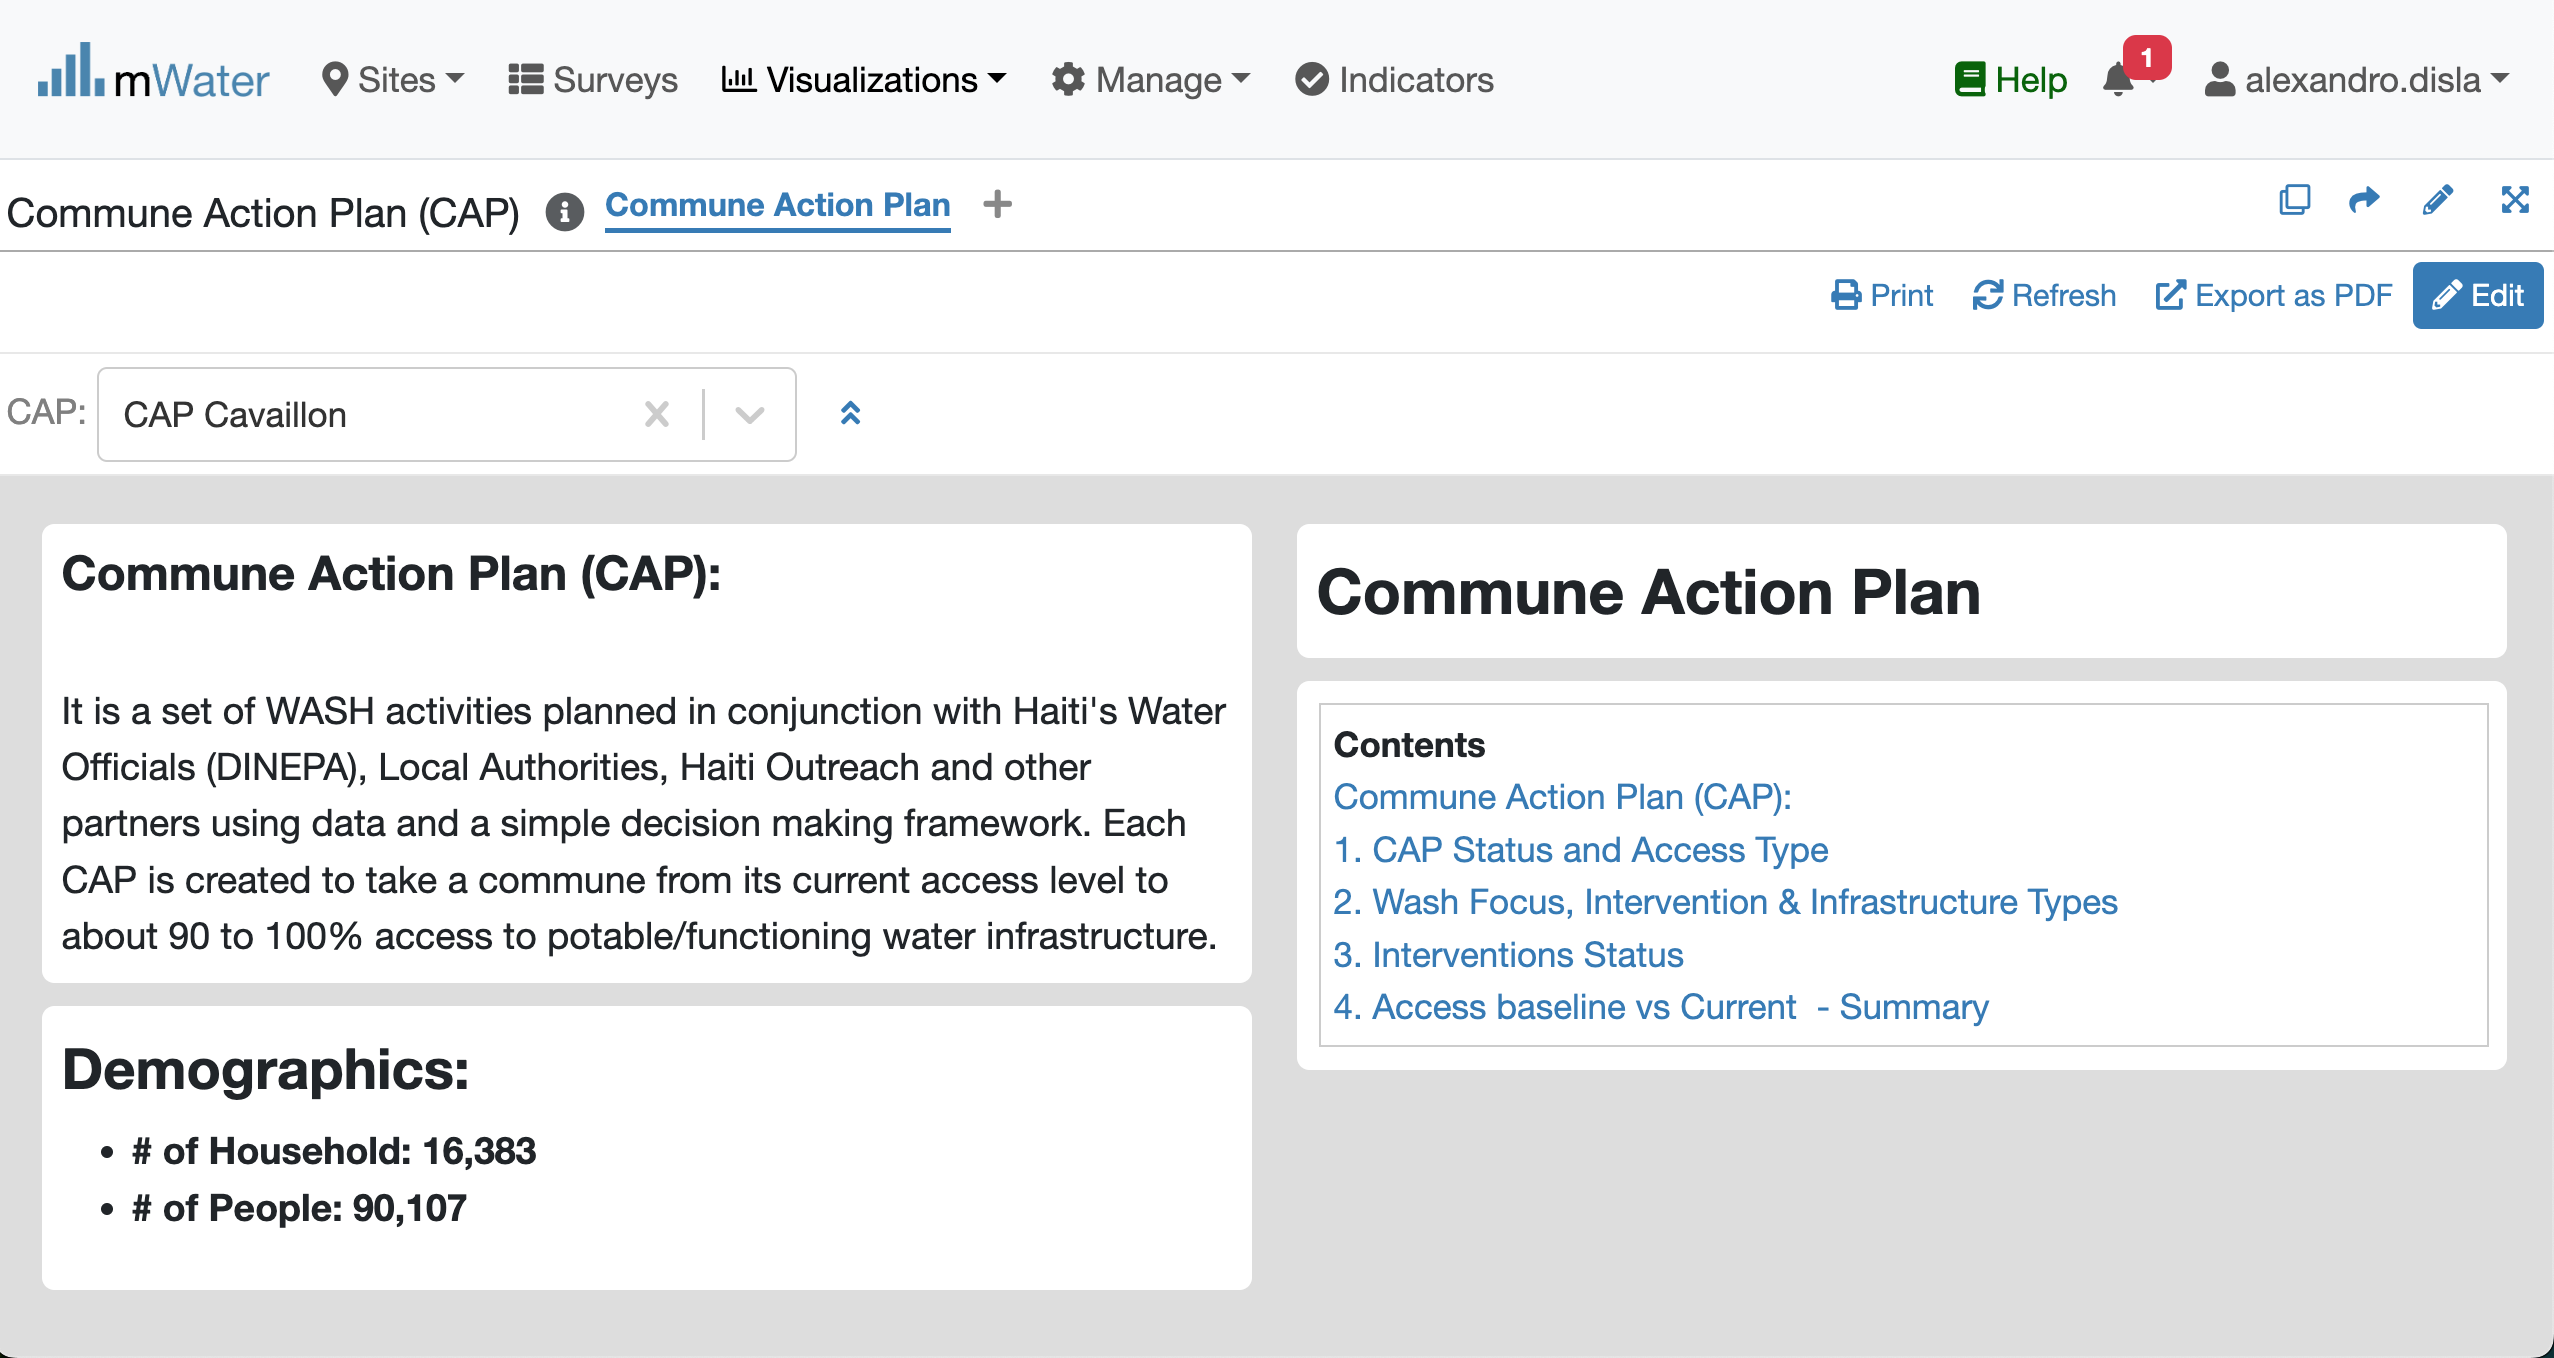 mWater Sites Surveys Visualizations Manage Indicators Help 1 alexandro.disla
Commune Action Plan (CAP) Commune Action Plan
Print Refresh Export as PDF Edit
CAP: CAP Cavaillon
Commune Action Plan (CAP):
It is a set of WASH activities planned in conjunction with Haiti's Water
Officials (DINEPA), Local Authorities, Haiti Outreach and other
partners using data and a simple decision making framework. Each
CAP is created to take a commune from its current access level to
about 90 to 100% access to potable/functioning water infrastructure.
Demographics:
• # of Household: 16,383
• # of People: 90,107
Commune Action Plan
Contents
Commune Action Plan (CAP):
1. CAP Status and Access Type
2. Wash Focus, Intervention & Infrastructure Types
3. Interventions Status
4. Access baseline vs Current  - Summary